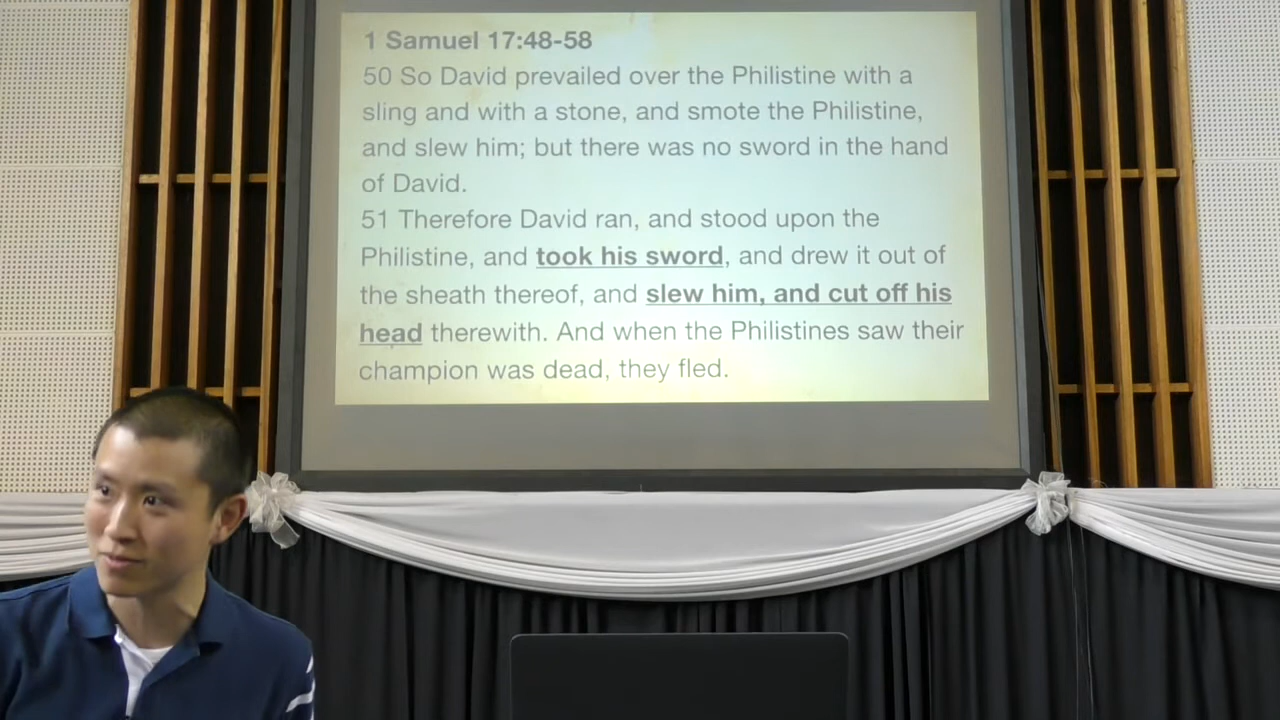 1 Samuel 17:48-58
50 So David prevailed over the Philistine with a
sling and with a stone, and smote the Philistine,
and slew him; but there was no sword in the hand
of David.
51 Therefore David ran, and stood upon the
Philistine, and took his sword, and drew it out of
the sheath thereof, and slew him, and cut off his
head therewith. And when the Philistines saw their
champion was dead, they fled.